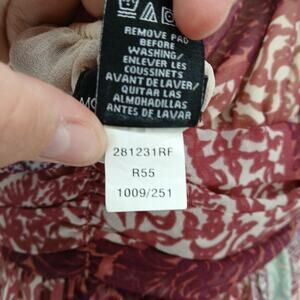 REMOVE PAD
BEFORE
WASHING/
ENLEVER LES
COUSSINETS
AVANT DE LAVER/
QUITAR LAS
ALMOHADILLAS
ANTES DE LAVAR
281231RF
R55
1009/251